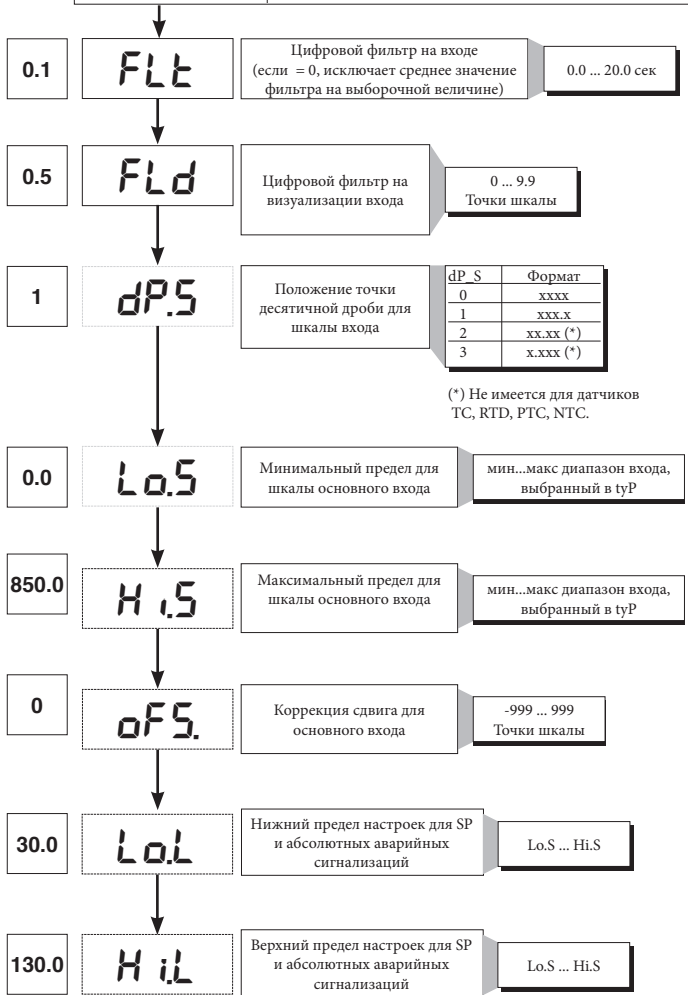 0.1
FLt
Цифровой фильтр на входе
(если = 0, исключает среднее значение
фильтра на выборочной величине)
0.0 ... 20.0 сек
0.5
FLd
Цифровой фильтр на
визуализации входа
0 ... 9.9
Точки шкалы
1
dP.S
Положение точки
десятичной дроби для
шкалы входа
dP_S Формат
0 xxxx
1 xxx.x
2 xx.xx (*)
3 x.xxx (*)
(*) Не имеется для датчиков
TC, RTD, PTC, NTC.
0.0
Lo.S
Минимальный предел для
шкалы основного входа
мин...макс диапазон входа,
выбранный в tyP
850.0
Hi.S
Максимальный предел для
шкалы основного входа
мин...макс диапазон входа,
выбранный в tyP
0
oFS.
Коррекция сдвига для
основного входа
-999 ... 999
Точки шкалы
30.0
Lo.L
Нижний предел настроек для SP
и абсолютных аварийных
сигнализаций
Lo.S ... Hi.S
130.0
Hi.L
Верхний предел настроек для SP
и абсолютных аварийных
сигнализаций
Lo.S ... Hi.S